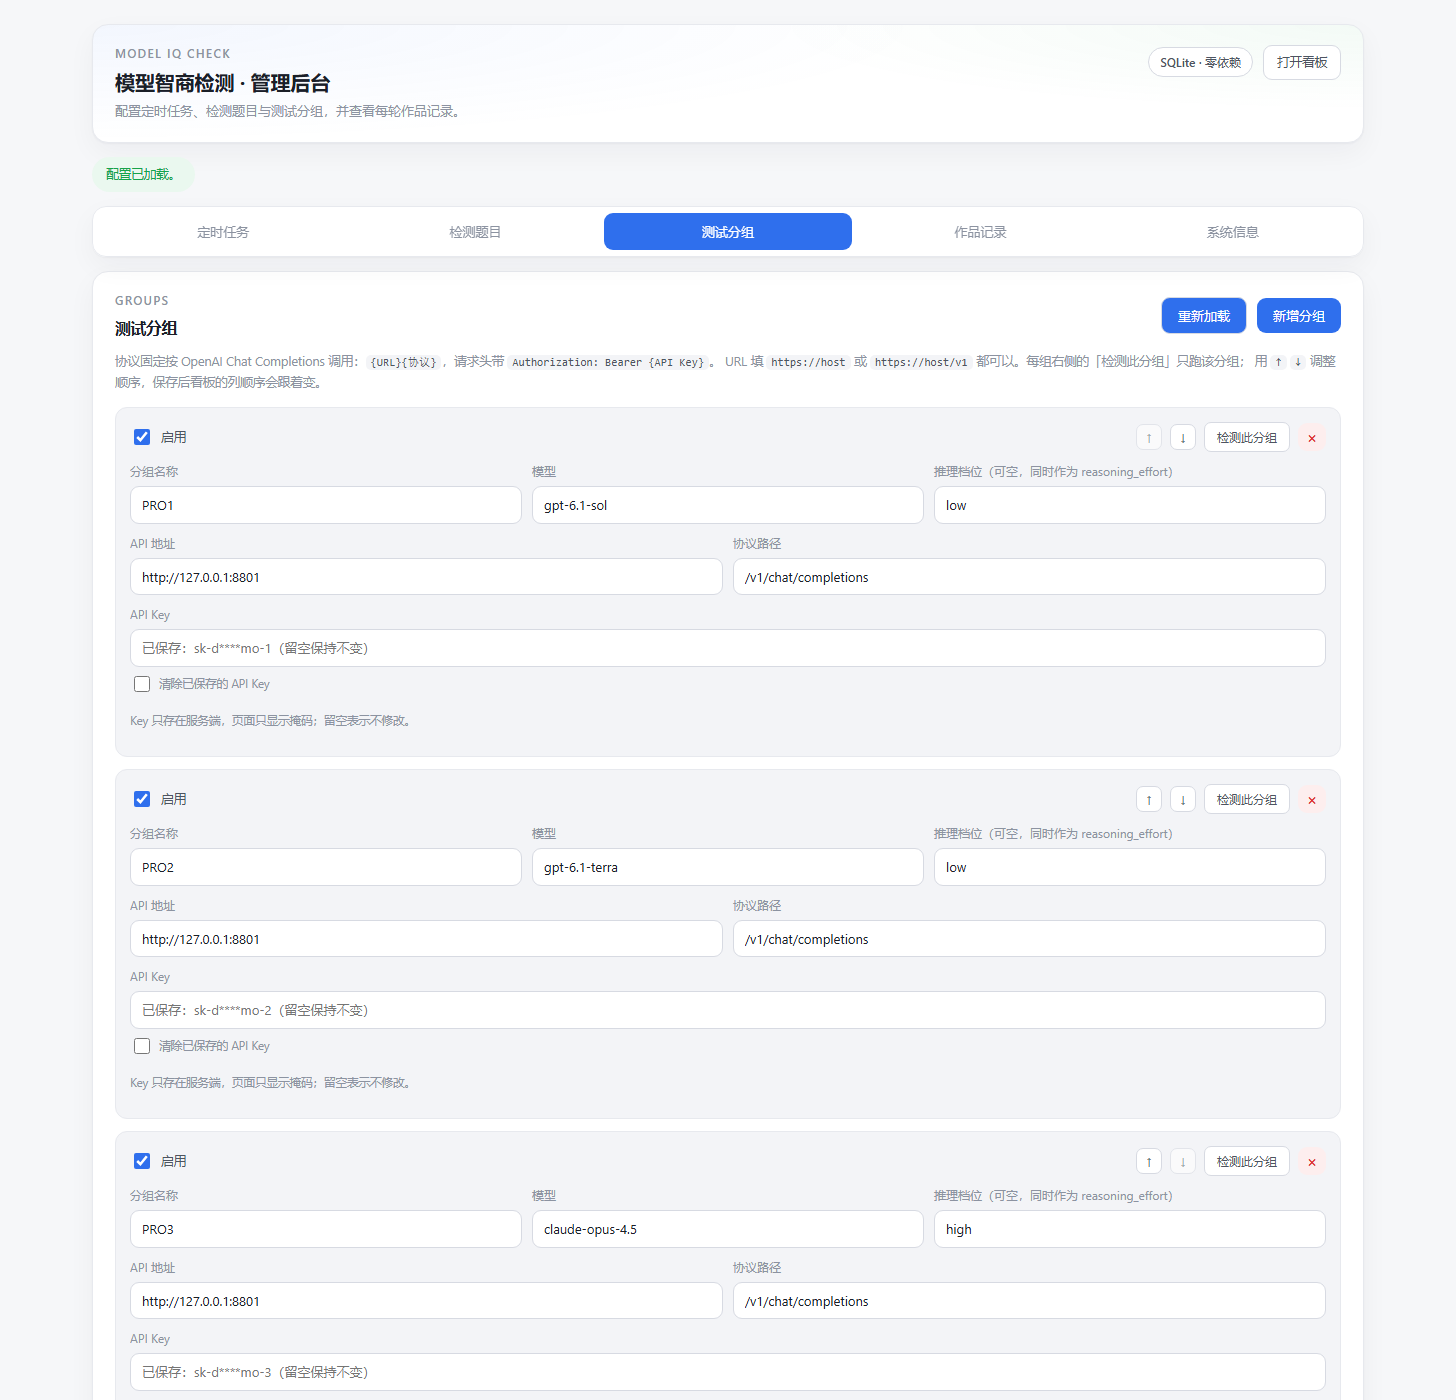 MODEL IQ CHECK
模型智商检测 · 管理后台
配置定时任务、检测题目与测试分组，并查看每轮作品记录。
SQLite · 零依赖
打开看板
配置已加载。
定时任务
检测题目
测试分组
作品记录
系统信息
GROUPS
测试分组
重新加载
新增分组
协议固定按 OpenAI Chat Completions 调用： {URL}{协议} ，请求头带 Authorization: Bearer {API Key} 。 URL 填 https://host 或 https://host/v1 都可以。每组右侧的「检测此分组」只跑该分组； 用 ↑ ↓ 调整
顺序，保存后看板的列顺序会跟着变。
启用
↑
↓
检测此分组
×
分组名称
模型
推理档位（可空，同时作为 reasoning_effort）
PRO1
gpt-6.1-sol
low
API 地址
协议路径
http://127.0.0.1:8801
/v1/chat/completions
API Key
已保存：sk-d****mo-1（留空保持不变）
清除已保存的 API Key
Key 只存在服务端，页面只显示掩码；留空表示不修改。
启用
↑
↓
检测此分组
×
分组名称
模型
推理档位（可空，同时作为 reasoning_effort）
PRO2
gpt-6.1-terra
low
API 地址
协议路径
http://127.0.0.1:8801
/v1/chat/completions
API Key
已保存：sk-d****mo-2（留空保持不变）
清除已保存的 API Key
Key 只存在服务端，页面只显示掩码；留空表示不修改。
启用
↑
↓
检测此分组
×
分组名称
模型
推理档位（可空，同时作为 reasoning_effort）
PRO3
claude-opus-4.5
high
API 地址
协议路径
http://127.0.0.1:8801
/v1/chat/completions
API Key
已保存：sk-d****mo-3（留空保持不变）